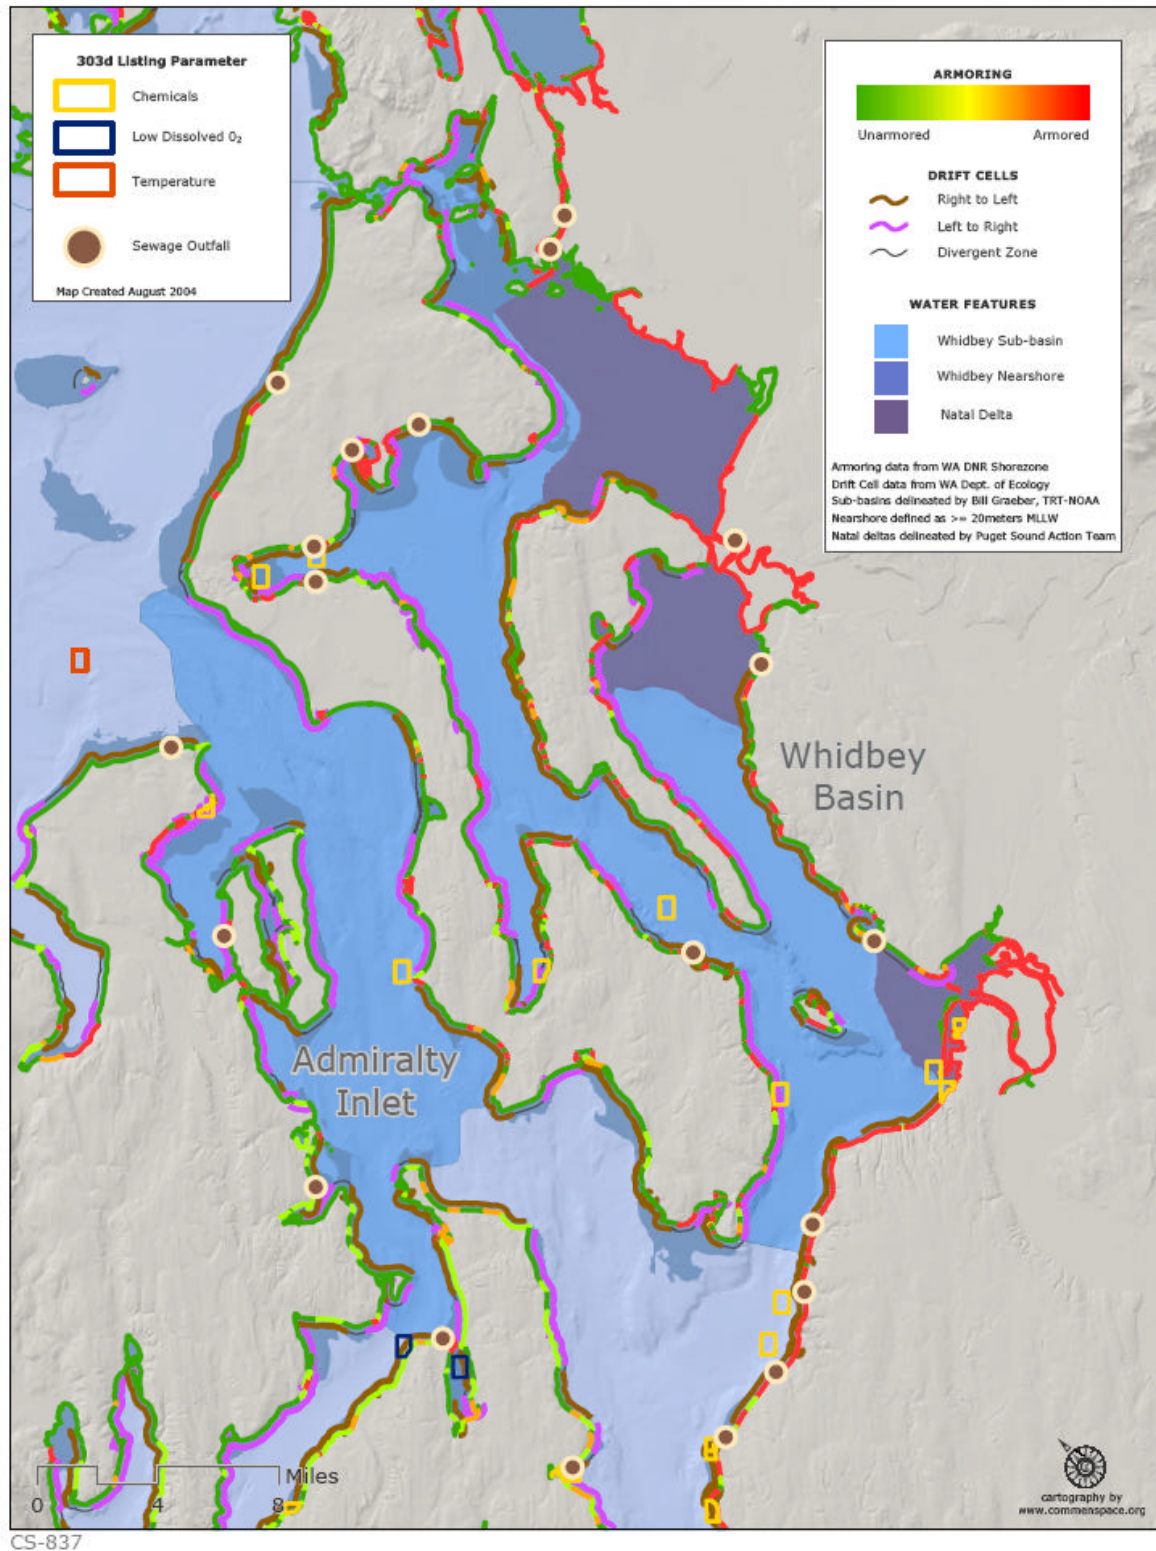 303d Listing Parameter
Chemicals
Low Dissolved O₂
Temperature
Sewage Outfall
Map Created August 2004
ARMORING
Unarmored Armored
DRIFT CELLS
Right to Left
Left to Right
Divergent Zone
WATER FEATURES
Whidbey Sub-basin
Whidbey Nearshore
Natal Delta
Armoring data from WA DNR Shorezone
Drift Cell data from WA Dept. of Ecology
Sub-basins delineated by Bill Graeber, TRT-NOAA
Nearshore defined as >= 20meters MLLW
Natal deltas delineated by Puget Sound Action Team
Whidbey
Basin
Admiralty
Inlet
Miles
0 4 8
cartography by
www.commenspace.org
CS-837